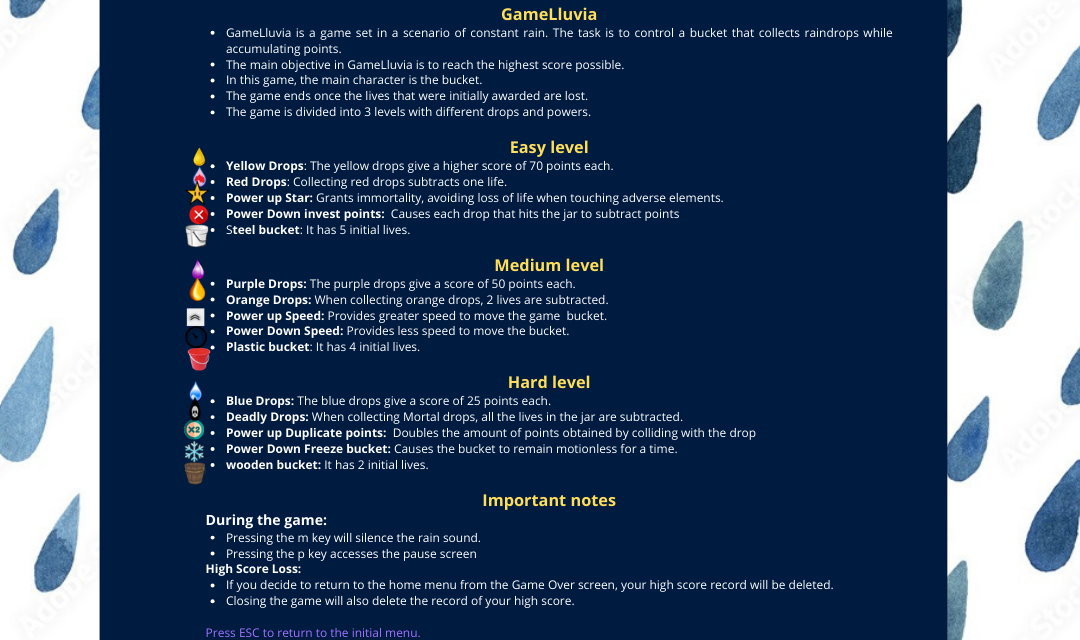 GameLluvia
• GameLluvia is a game set in a scenario of constant rain. The task is to control a bucket that collects raindrops while
accumulating points.
• The main objective in GameLluvia is to reach the highest score possible.
• In this game, the main character is the bucket.
• The game ends once the lives that were initially awarded are lost.
• The game is divided into 3 levels with different drops and powers.
Easy level
• Yellow Drops: The yellow drops give a higher score of 70 points each.
• Red Drops: Collecting red drops subtracts one life.
• Power up Star: Grants immortality, avoiding loss of life when touching adverse elements.
• Power Down invest points:  Causes each drop that hits the jar to subtract points
• Steel bucket: It has 5 initial lives.
Medium level
• Purple Drops: The purple drops give a score of 50 points each.
• Orange Drops: When collecting orange drops, 2 lives are subtracted.
• Power up Speed: Provides greater speed to move the game  bucket.
• Power Down Speed: Provides less speed to move the bucket.
• Plastic bucket: It has 4 initial lives.
Hard level
• Blue Drops: The blue drops give a score of 25 points each.
• Deadly Drops: When collecting Mortal drops, all the lives in the jar are subtracted.
X2
• Power up Duplicate points:  Doubles the amount of points obtained by colliding with the drop
• Power Down Freeze bucket: Causes the bucket to remain motionless for a time.
• wooden bucket: It has 2 initial lives.
Important notes
During the game:
• Pressing the m key will silence the rain sound.
• Pressing the p key accesses the pause screen
High Score Loss:
• If you decide to return to the home menu from the Game Over screen, your high score record will be deleted.
• Closing the game will also delete the record of your high score.
Press ESC to return to the initial menu.